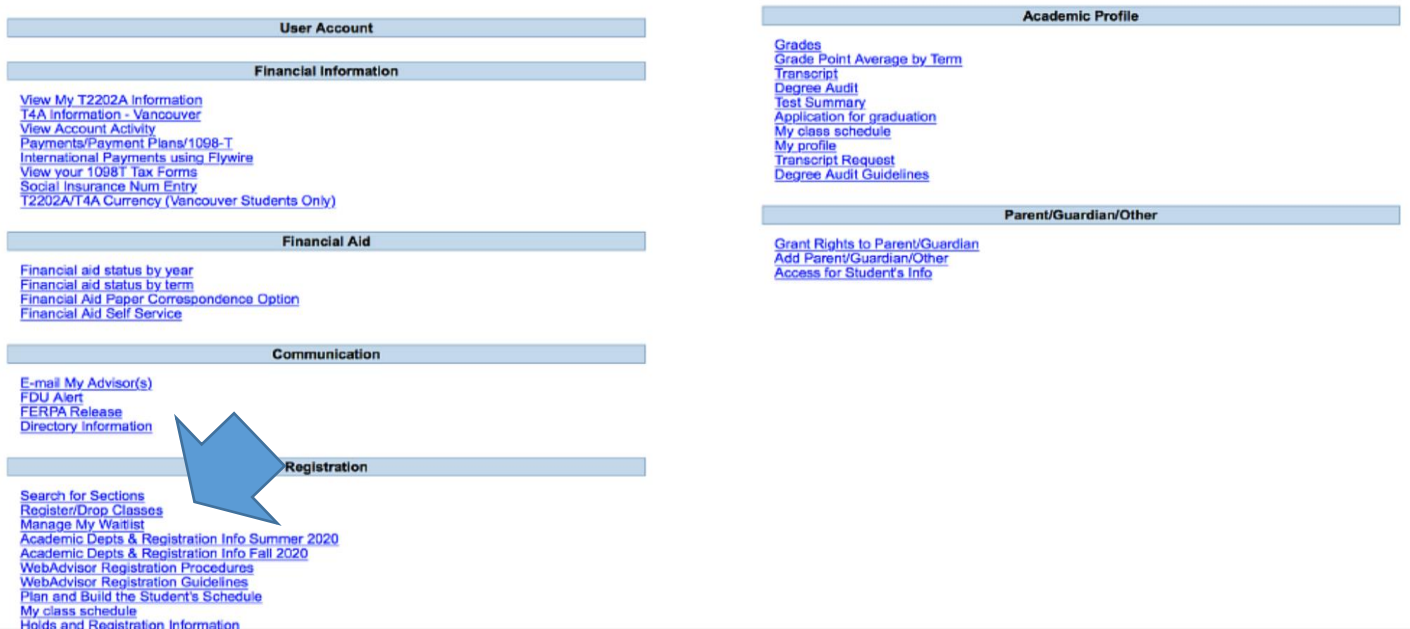 User Account
Financial Information
View My T2202A Information
T4A Information - Vancouver
View Account Activity
Payments/Payment Plans/1098-T
International Payments using Flywire
View your 1098T Tax Forms
Social Insurance Num Entry
T2202A/T4A Currency (Vancouver Students Only)
Financial Aid
Financial aid status by year
Financial aid status by term
Financial Aid Paper Correspondence Option
Financial Aid Self Service
Communication
E-mail My Advisor(s)
FDU Alert
FERPA Release
Directory Information
Registration
Search for Sections
Register/Drop Classes
Manage My Waitlist
Academic Depts & Registration Info Summer 2020
Academic Depts & Registration Info Fall 2020
WebAdvisor Registration Procedures
WebAdvisor Registration Guidelines
Plan and Build the Student's Schedule
My class schedule
Holds and Registration Information
Academic Profile
Grades
Grade Point Average by Term
Transcript
Degree Audit
Test Summary
Application for graduation
My class schedule
My profile
Transcript Request
Degree Audit Guidelines
Parent/Guardian/Other
Grant Rights to Parent/Guardian
Add Parent/Guardian/Other
Access for Student's Info